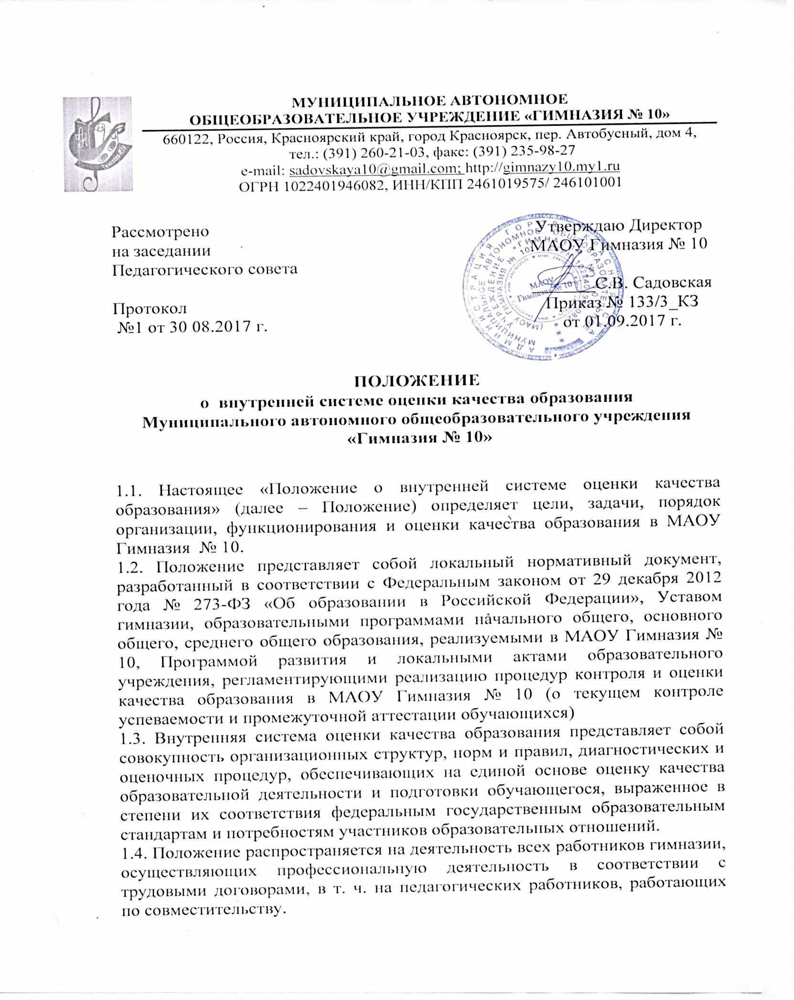 МУНИЦИПАЛЬНОЕ АВТОНОМНОЕ
ОБЩЕОБРАЗОВАТЕЛЬНОЕ УЧРЕЖДЕНИЕ «ГИМНАЗИЯ № 10»
660122, Россия, Красноярский край, город Красноярск, пер. Автобусный, дом 4,
тел.: (391) 260-21-03, факс: (391) 235-98-27
e-mail: sadovskaya10@gmail.com; http://gimnazy10.my1.ru
ОГРН 1022401946082, ИНН/КПП 2461019575/ 246101001
Гимназия №10
Рассмотрено
на заседании
Педагогического совета
Протокол
№1 от 30 08.2017 г.
Утверждаю Директор
МАОУ Гимназия № 10
С.В. Садовская
Приказ № 133/3_КЗ
от 01.09.2017 г.
МАОУ
Гимназия № 10
ПОЛОЖЕНИЕ
о внутренней системе оценки качества образования
Муниципального автономного общеобразовательного учреждения
«Гимназия № 10»
1.1. Настоящее «Положение о внутренней системе оценки качества
образования» (далее – Положение) определяет цели, задачи, порядок
организации, функционирования и оценки качества образования в МАОУ
Гимназия № 10.
1.2. Положение представляет собой локальный нормативный документ,
разработанный в соответствии с Федеральным законом от 29 декабря 2012
года № 273-ФЗ «Об образовании в Российской Федерации», Уставом
гимназии, образовательными программами начального общего, основного
общего, среднего общего образования, реализуемыми в МАОУ Гимназия №
10, Программой развития и локальными актами образовательного
учреждения, регламентирующими реализацию процедур контроля и оценки
качества образования в МАОУ Гимназия № 10 (о текущем контроле
успеваемости и промежуточной аттестации обучающихся)
1.3. Внутренняя система оценки качества образования представляет собой
совокупность организационных структур, норм и правил, диагностических и
оценочных процедур, обеспечивающих на единой основе оценку качества
образовательной деятельности и подготовки обучающегося, выраженное в
степени их соответствия федеральным государственным образовательным
стандартам и потребностям участников образовательных отношений.
1.4. Положение распространяется на деятельность всех работников гимназии,
осуществляющих профессиональную деятельность в соответствии с
трудовыми договорами, в т. ч. на педагогических работников, работающих
по совместительству.